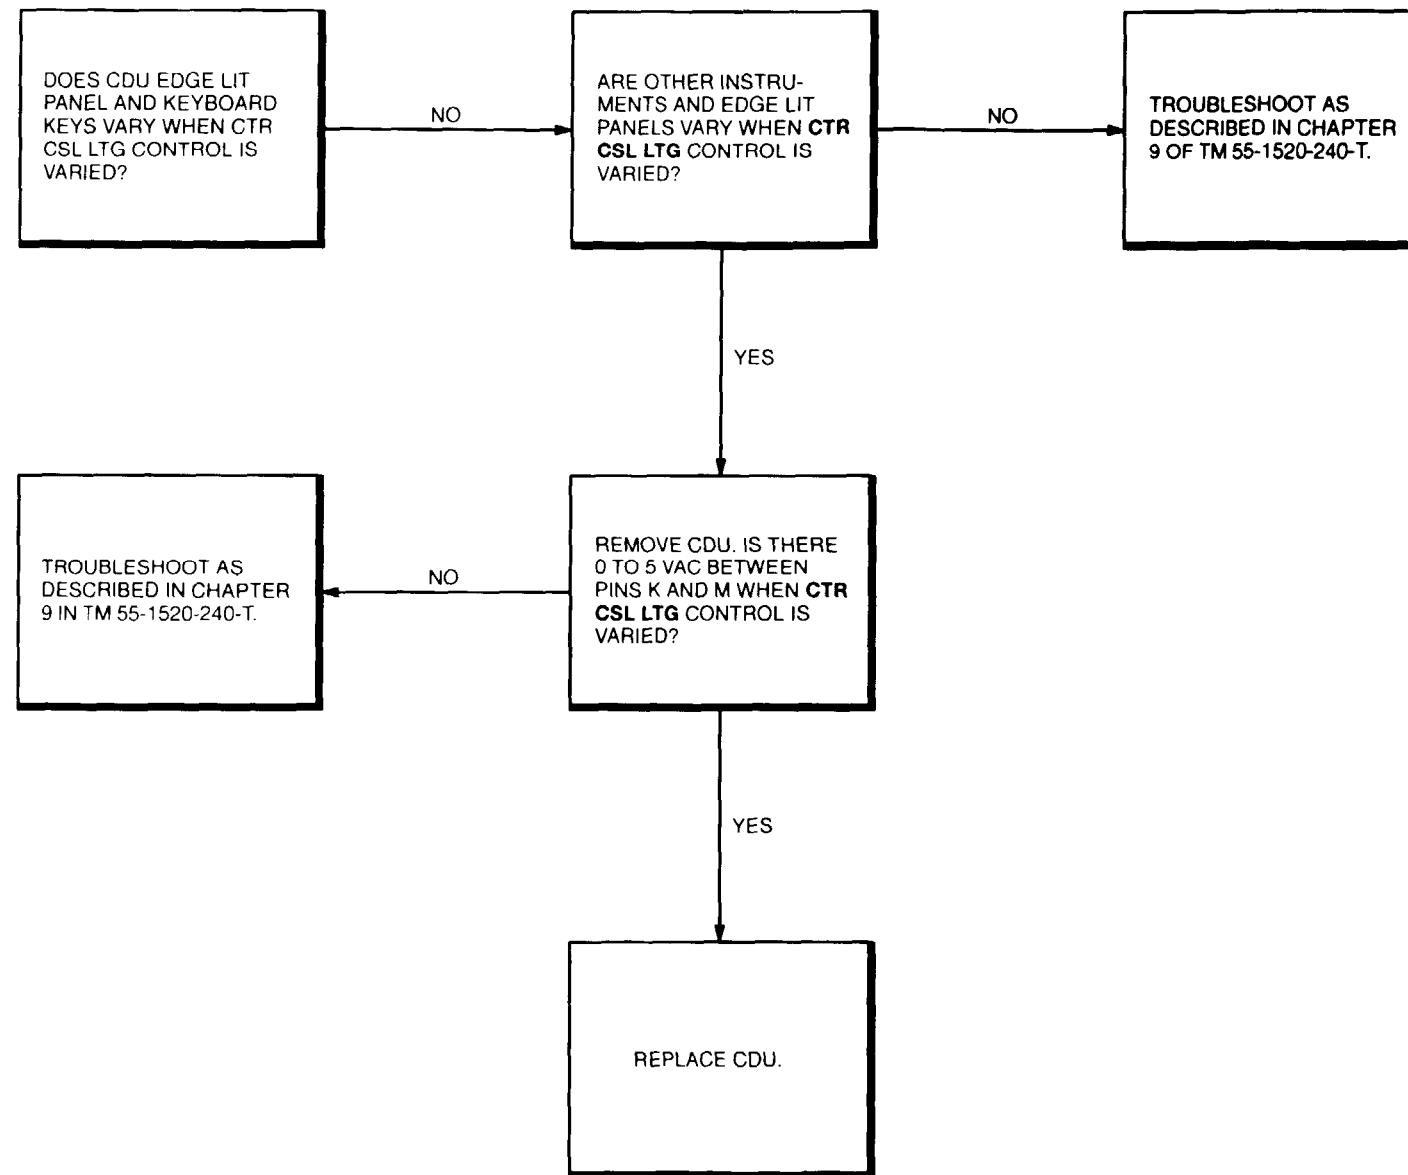 DOES CDU EDGE LIT
PANEL AND KEYBOARD
KEYS VARY WHEN CTR
CSL LTG CONTROL IS
VARIED?
NO
ARE OTHER INSTRU-
MENTS AND EDGE LIT
PANELS VARY WHEN CTR
CSL LTG CONTROL IS
VARIED?
NO
TROUBLESHOOT AS
DESCRIBED IN CHAPTER
9 OF TM 55-1520-240-T.
YES
TROUBLESHOOT AS
DESCRIBED IN CHAPTER
9 IN TM 55-1520-240-T.
NO
REMOVE CDU. IS THERE
0 TO 5 VAC BETWEEN
PINS K AND M WHEN CTR
CSL LTG CONTROL IS
VARIED?
YES
REPLACE CDU.